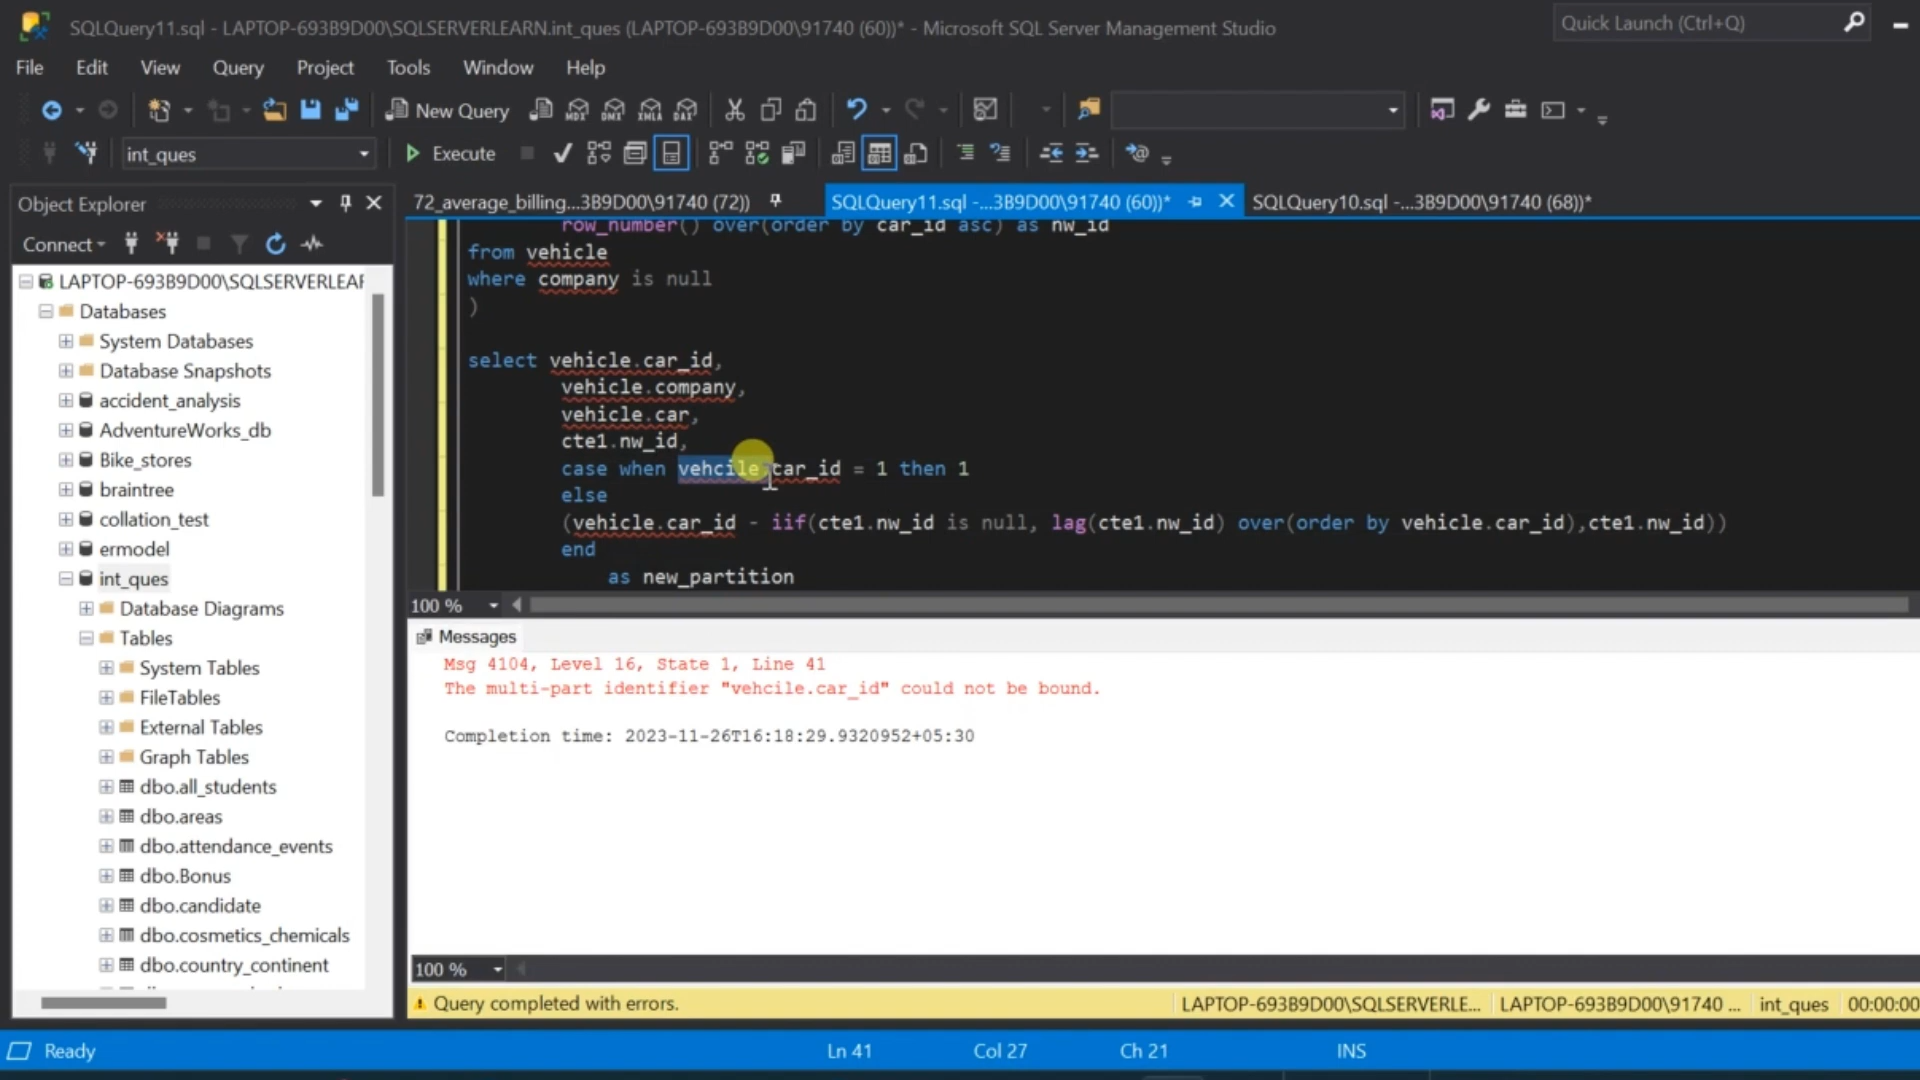 SQLQuery11.sql - LAPTOP-693B9D00\SQLSERVERLEARN.int_ques (LAPTOP-693B9D00\91740 (60))* - Microsoft SQL Server Management Studio
Quick Launch (Ctrl+Q)
File Edit View Query Project Tools Window Help
New Query MDX DMX XMLA DAX
int_ques Execute
Object Explorer
72_average_billing...3B9D00\91740 (72)) SQLQuery11.sql -...3B9D00\91740 (60))* SQLQuery10.sql -...3B9D00\91740 (68))*
Connect
LAPTOP-693B9D00\SQLSERVERLEAR
Databases
System Databases
Database Snapshots
accident_analysis
AdventureWorks_db
Bike_stores
braintree
collation_test
ermodel
int_ques
Database Diagrams
Tables
System Tables
FileTables
External Tables
Graph Tables
dbo.all_students
dbo.areas
dbo.attendance_events
dbo.Bonus
dbo.candidate
dbo.cosmetics_chemicals
dbo.country_continent
row_number() over(order by car_id asc) as nw_id
from vehicle
where company is null
)
select vehicle.car_id,
vehicle.company,
vehicle.car,
cte1.nw_id,
case when vehcile.car_id = 1 then 1
else
(vehicle.car_id - iif(cte1.nw_id is null, lag(cte1.nw_id) over(order by vehicle.car_id),cte1.nw_id))
end
as new_partition
100 %
Messages
Msg 4104, Level 16, State 1, Line 41
The multi-part identifier "vehcile.car_id" could not be bound.
Completion time: 2023-11-26T16:18:29.9320952+05:30
100 %
Query completed with errors. LAPTOP-693B9D00\SQLSERVERLE... LAPTOP-693B9D00\91740 ... int_ques 00:00:00
Ready Ln 41 Col 27 Ch 21 INS